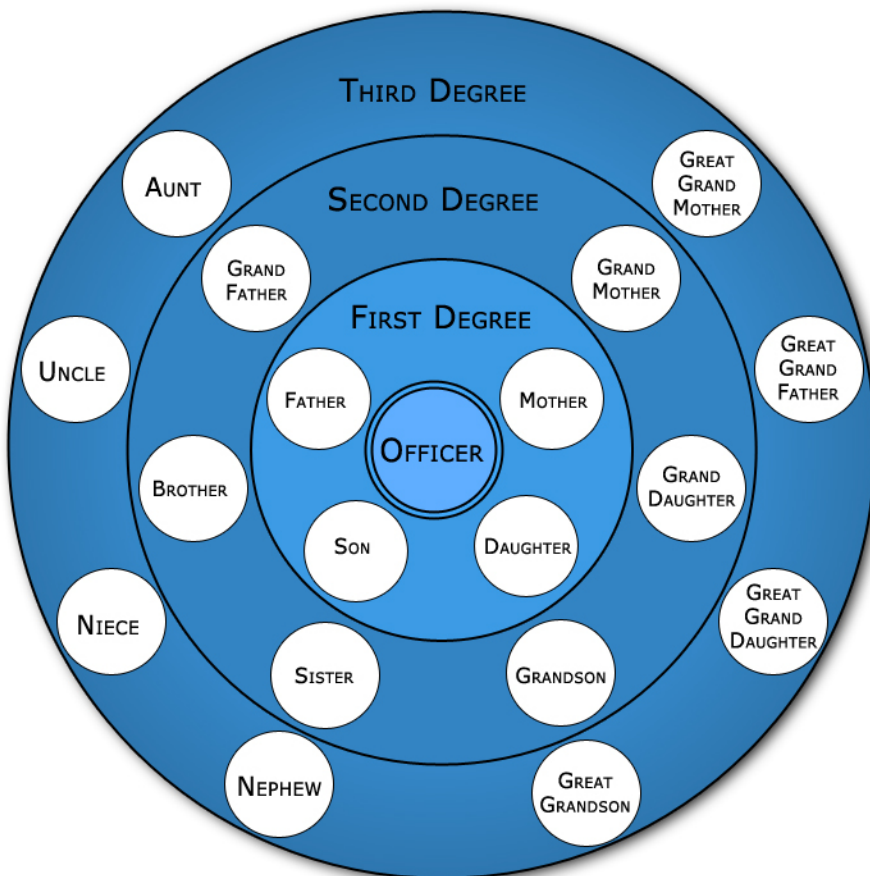 Third Degree
Aunt
Great
Grand
Mother
Second Degree
Grand
Father
Grand
Mother
First Degree
Uncle
Great
Grand
Father
Father
Mother
Officer
Brother
Grand
Daughter
Son
Daughter
Niece
Great
Grand
Daughter
Sister
Grandson
Nephew
Great
Grandson